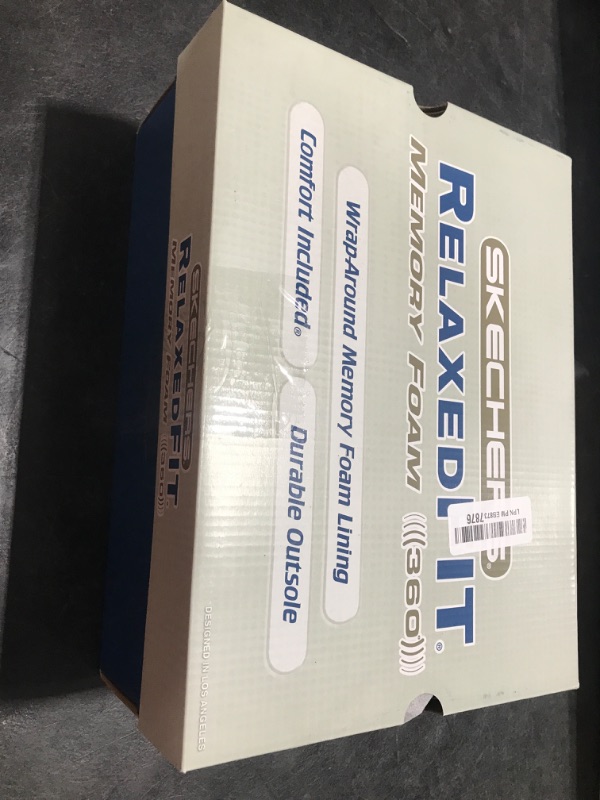 SKECHERS®
RELAXED FIT®
MEMORY FOAM (((360)))
Wrap-Around Memory Foam Lining
Comfort Included®
Durable Outsole
SKECHERS
RELAXED FIT
MEMORY FOAM (((360)))
DESIGNED IN LOS ANGELES